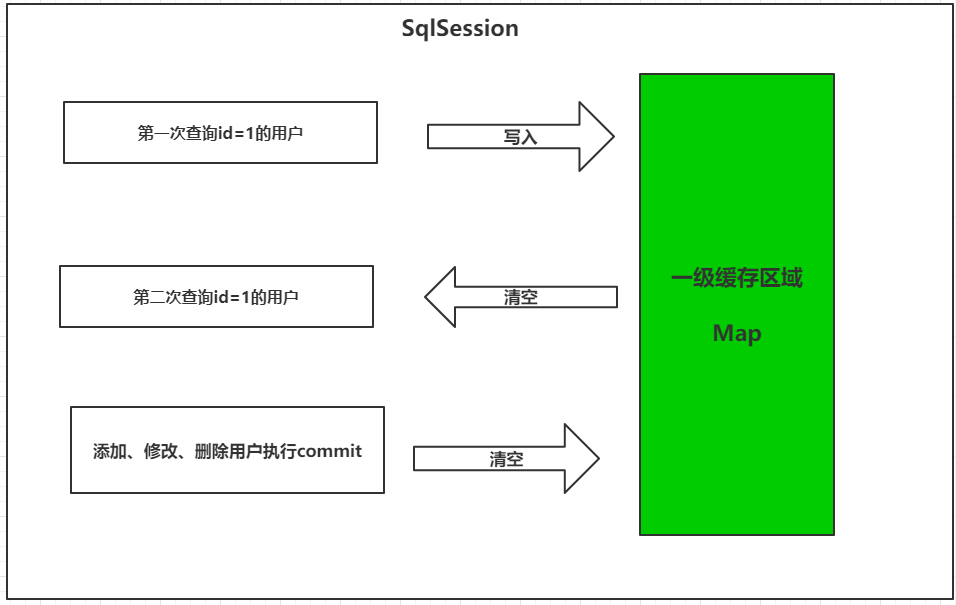 SqlSession
第一次查询id=1的用户
写入
第二次查询id=1的用户
清空
一级缓存区域
Map
添加、修改、删除用户执行commit
清空